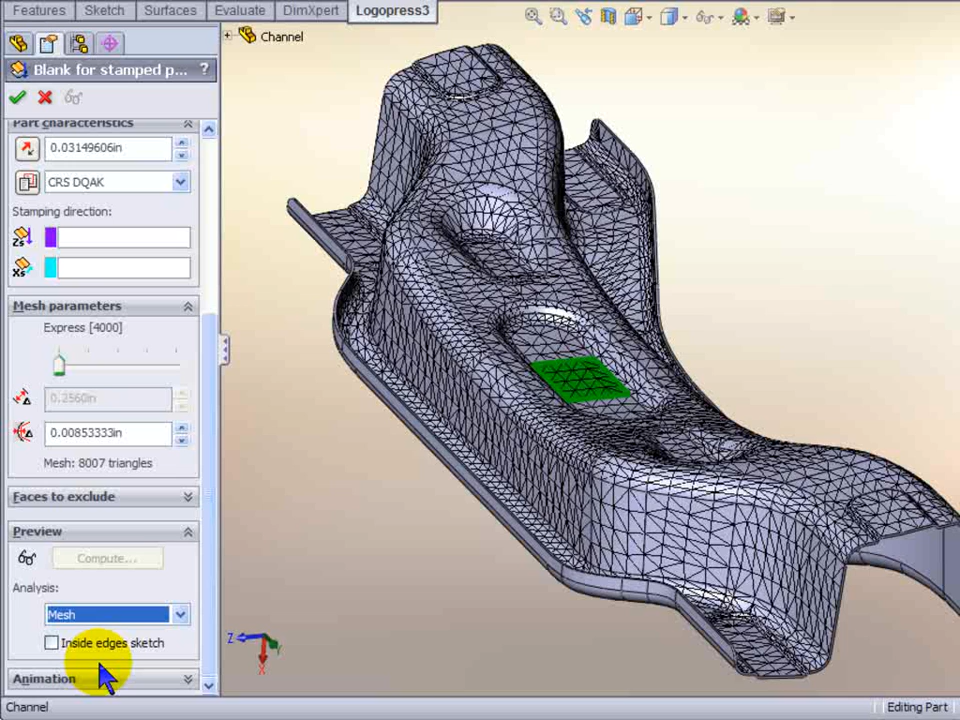 Features Sketch Surfaces Evaluate DimXpert Logopress3
Channel
Blank for stamped p... ?
Part characteristics
0.03149606in
CRS DQAK
Stamping direction:
Zs
Xs
Mesh parameters
Express [4000]
0.2560in
0.00853333in
Mesh: 8007 triangles
Faces to exclude
Preview
Compute...
Analysis:
Mesh
Inside edges sketch
Animation
Z
Y
X
Channel Editing Part